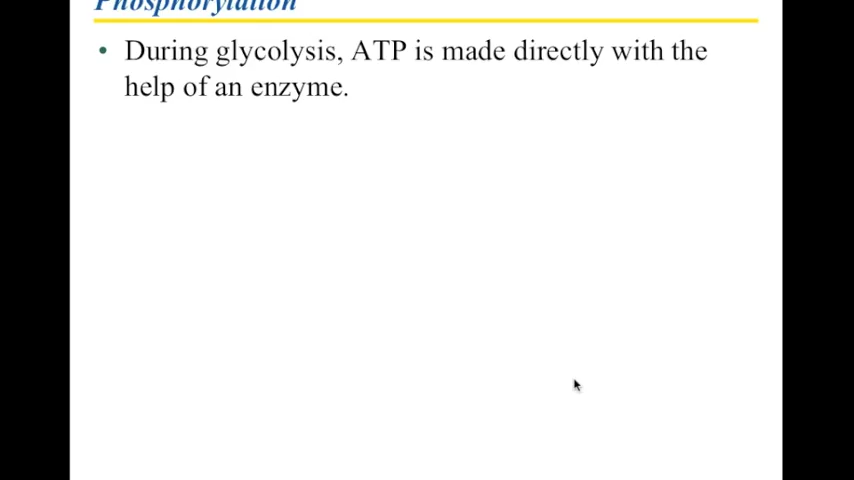 Phosphorylation
• During glycolysis, ATP is made directly with the
help of an enzyme.